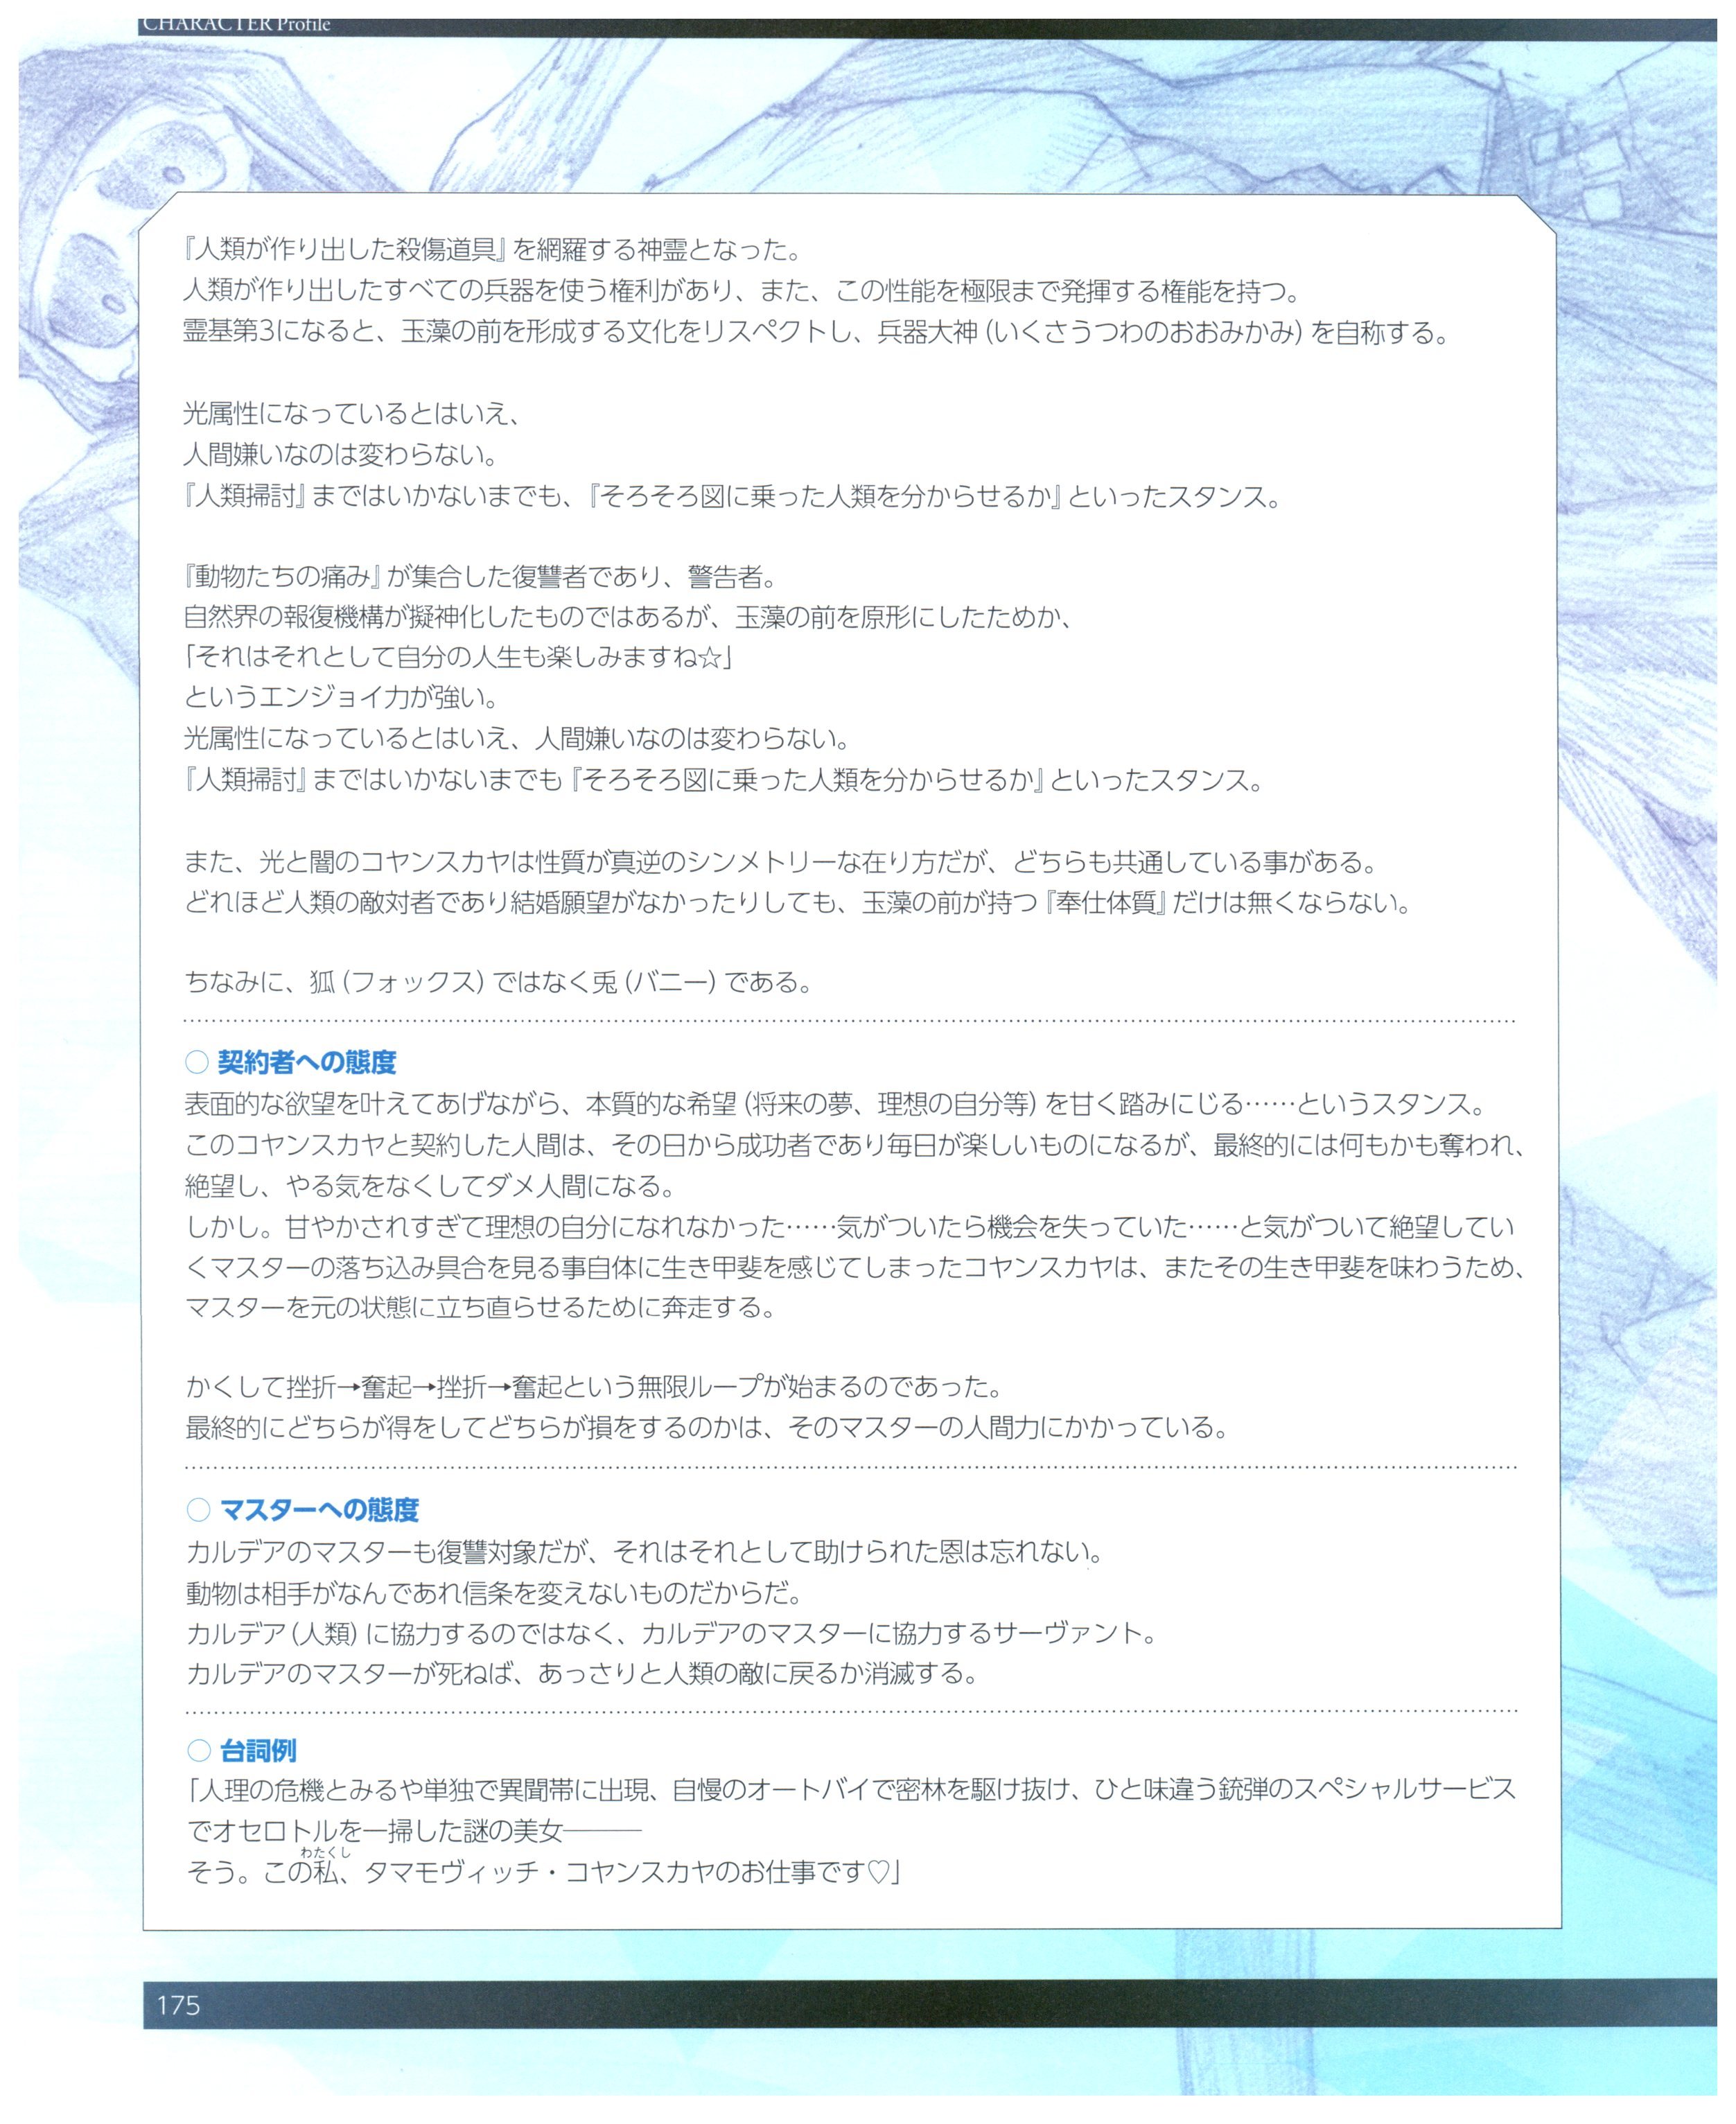 CHARACTER Profile
『人類が作り出した殺傷道具』を網羅する神霊となった。
人類が作り出したすべての兵器を使う権利があり、また、この性能を極限まで発揮する権能を持つ。
霊基第3になると、玉藻の前を形成する文化をリスペクトし、兵器大神(いくさうつわのおおみかみ)を自称する。
光属性になっているとはいえ、
人間嫌いなのは変わらない。
『人類掃討』まではいかないまでも、『そろそろ図に乗った人類を分からせるか』といったスタンス。
『動物たちの痛み』が集合した復讐者であり、警告者。
自然界の報復機構が擬神化したものではあるが、玉藻の前を原形にしたためか、
「それはそれとして自分の人生も楽しみますね☆」
というエンジョイ力が強い。
光属性になっているとはいえ、人間嫌いなのは変わらない。
『人類掃討』まではいかないまでも『そろそろ図に乗った人類を分からせるか』といったスタンス。
また、光と闇のコヤンスカヤは性質が真逆のシンメトリーな在り方だが、どちらも共通している事がある。
どれほど人類の敵対者であり結婚願望がなかったりしても、玉藻の前が持つ『奉仕体質』だけは無くならない。
ちなみに、狐(フォックス)ではなく兎(バニー)である。
○ 契約者への態度
表面的な欲望を叶えてあげながら、本質的な希望(将来の夢、理想の自分等)を甘く踏みにじる……というスタンス。
このコヤンスカヤと契約した人間は、その日から成功者であり毎日が楽しいものになるが、最終的には何もかも奪われ、
絶望し、やる気をなくしてダメ人間になる。
しかし。甘やかされすぎて理想の自分になれなかった……気がついたら機会を失っていた……と気がついて絶望してい
くマスターの落ち込み具合を見る事自体に生き甲斐を感じてしまったコヤンスカヤは、またその生き甲斐を味わうため、
マスターを元の状態に立ち直らせるために奔走する。
かくして挫折→奮起→挫折→奮起という無限ループが始まるのであった。
最終的にどちらが得をしてどちらが損をするのかは、そのマスターの人間力にかかっている。
○ マスターへの態度
カルデアのマスターも復讐対象だが、それはそれとして助けられた恩は忘れない。
動物は相手がなんであれ信条を変えないものだからだ。
カルデア(人類)に協力するのではなく、カルデアのマスターに協力するサーヴァント。
カルデアのマスターが死ねば、あっさりと人類の敵に戻るか消滅する。
○ 台詞例
「人理の危機とみるや単独で異聞帯に出現、自慢のオートバイで密林を駆け抜け、ひと味違う銃弾のスペシャルサービス
でオセロトルを一掃した謎の美女―――
わたくし
そう。この私、タマモヴィッチ・コヤンスカヤのお仕事です♡」
175